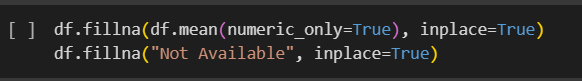 [ ] df.fillna(df.mean(numeric_only=True), inplace=True)
df.fillna("Not Available", inplace=True)